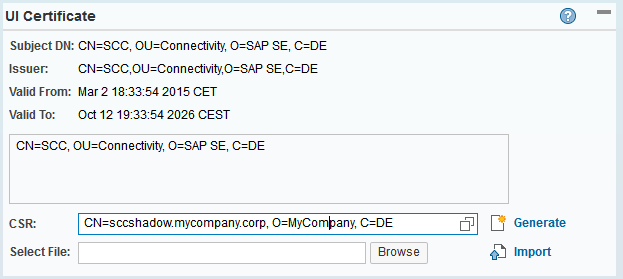 UI Certificate
Subject DN: CN=SCC, OU=Connectivity, O=SAP SE, C=DE
Issuer: CN=SCC,OU=Connectivity,O=SAP SE,C=DE
Valid From: Mar 2 18:33:54 2015 CET
Valid To: Oct 12 19:33:54 2026 CEST
CN=SCC, OU=Connectivity, O=SAP SE, C=DE
CSR: CN=sccshadow.mycompany.corp, O=MyCompany, C=DE Generate
Select File: Browse Import